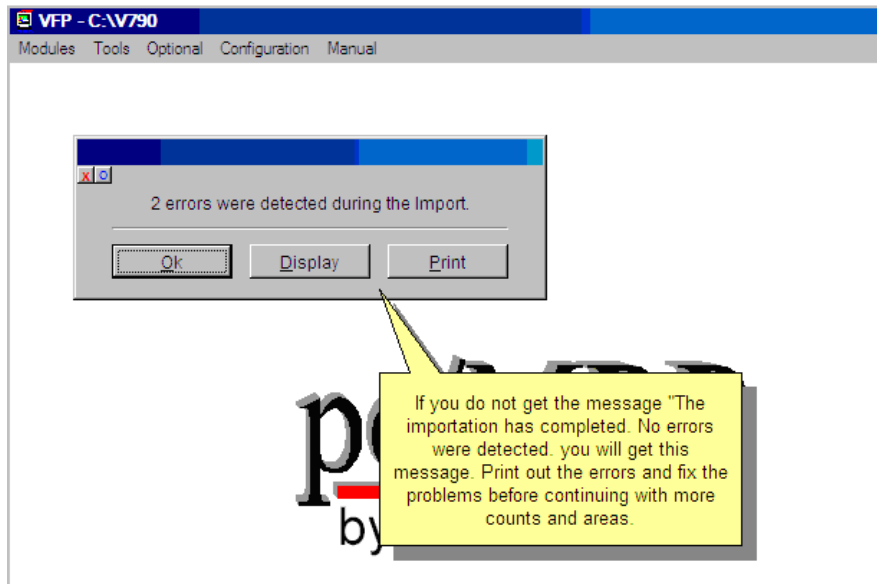 VFP - C:\V790
Modules Tools Optional Configuration Manual
X O
2 errors were detected during the Import.
Ok Display Print
If you do not get the message "The
importation has completed. No errors
were detected. you will get this
message. Print out the errors and fix the
problems before continuing with more
counts and areas.
by